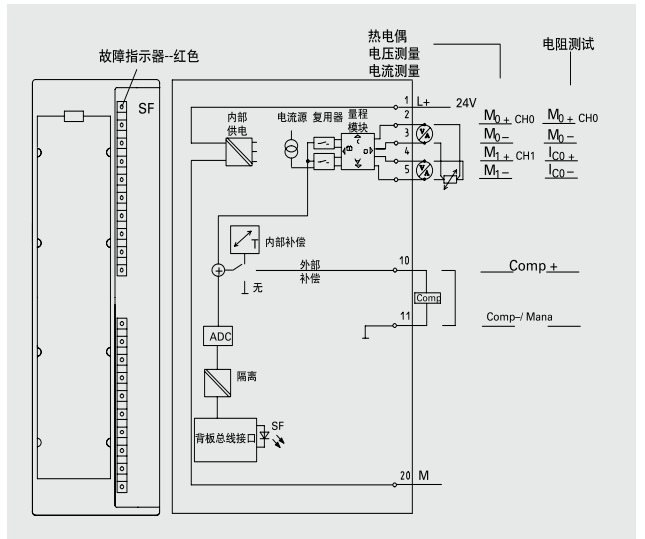 故障指示器--红色
SF
热电偶
电压测量
电流测量
电阻测试
内部
供电
电流源
复用器
量程
模块
1
L+
24V
2
3
4
5
V
A
V
A
M0+ CH0
M0-
M1+ CH1
M1-
M0+ CH0
M0-
IC0+
IC0-
C
B
D
A
T
内部补偿
外部
补偿
无
10
Comp
11
Comp +
Comp-/ Mana
ADC
隔离
背板总线接口
SF
20
M